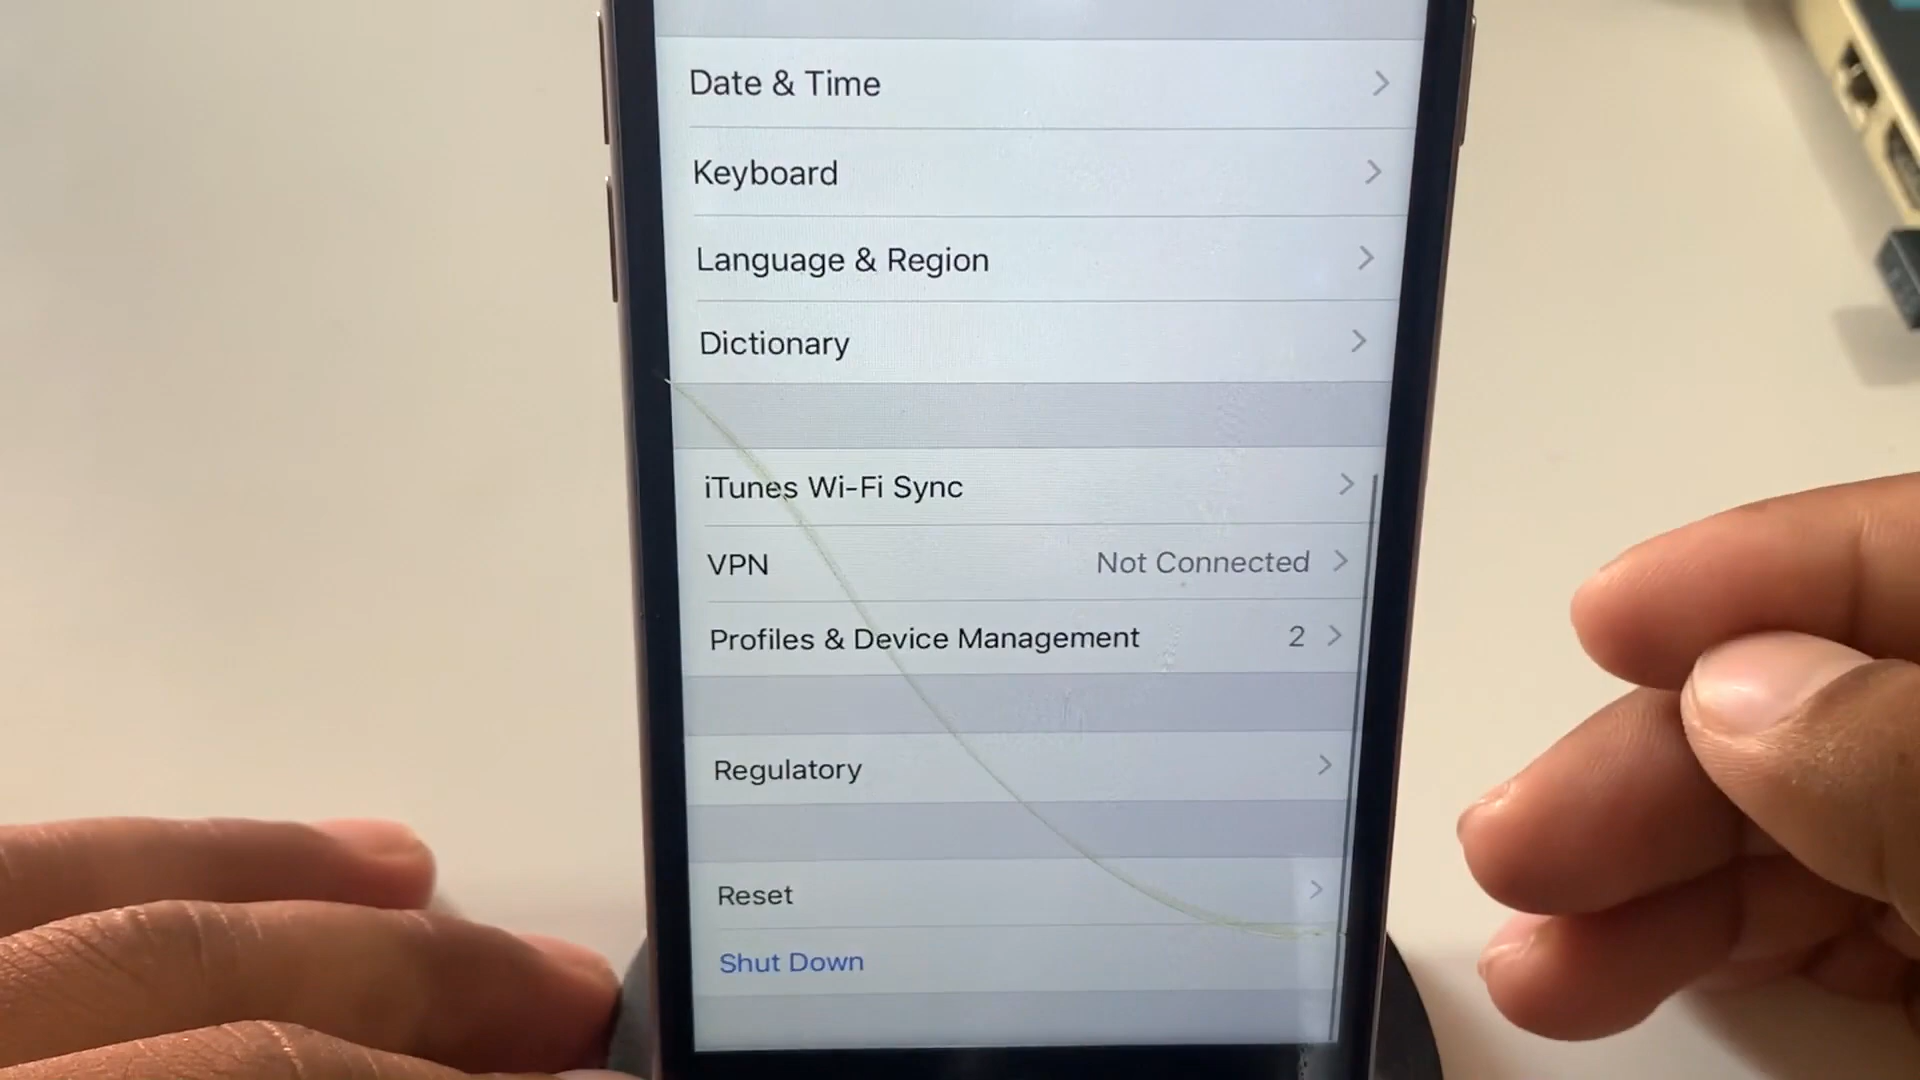 Date & Time
Keyboard
Language & Region
Dictionary
iTunes Wi-Fi Sync
VPN Not Connected
Profiles & Device Management 2
Regulatory
Reset
Shut Down